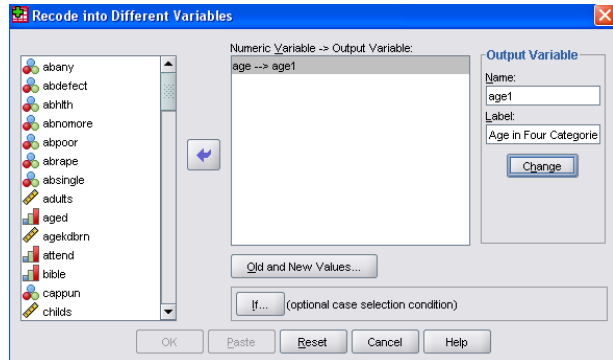 Recode into Different Variables
abany
abdefect
abhlth
abnomore
abpoor
abrape
absingle
adults
aged
agekdbrn
attend
bible
cappun
childs
Numeric Variable -> Output Variable:
age --> age1
Output Variable
Name:
age1
Label:
Age in Four Categorie
Change
Old and New Values...
If...
(optional case selection condition)
OK
Paste
Reset
Cancel
Help